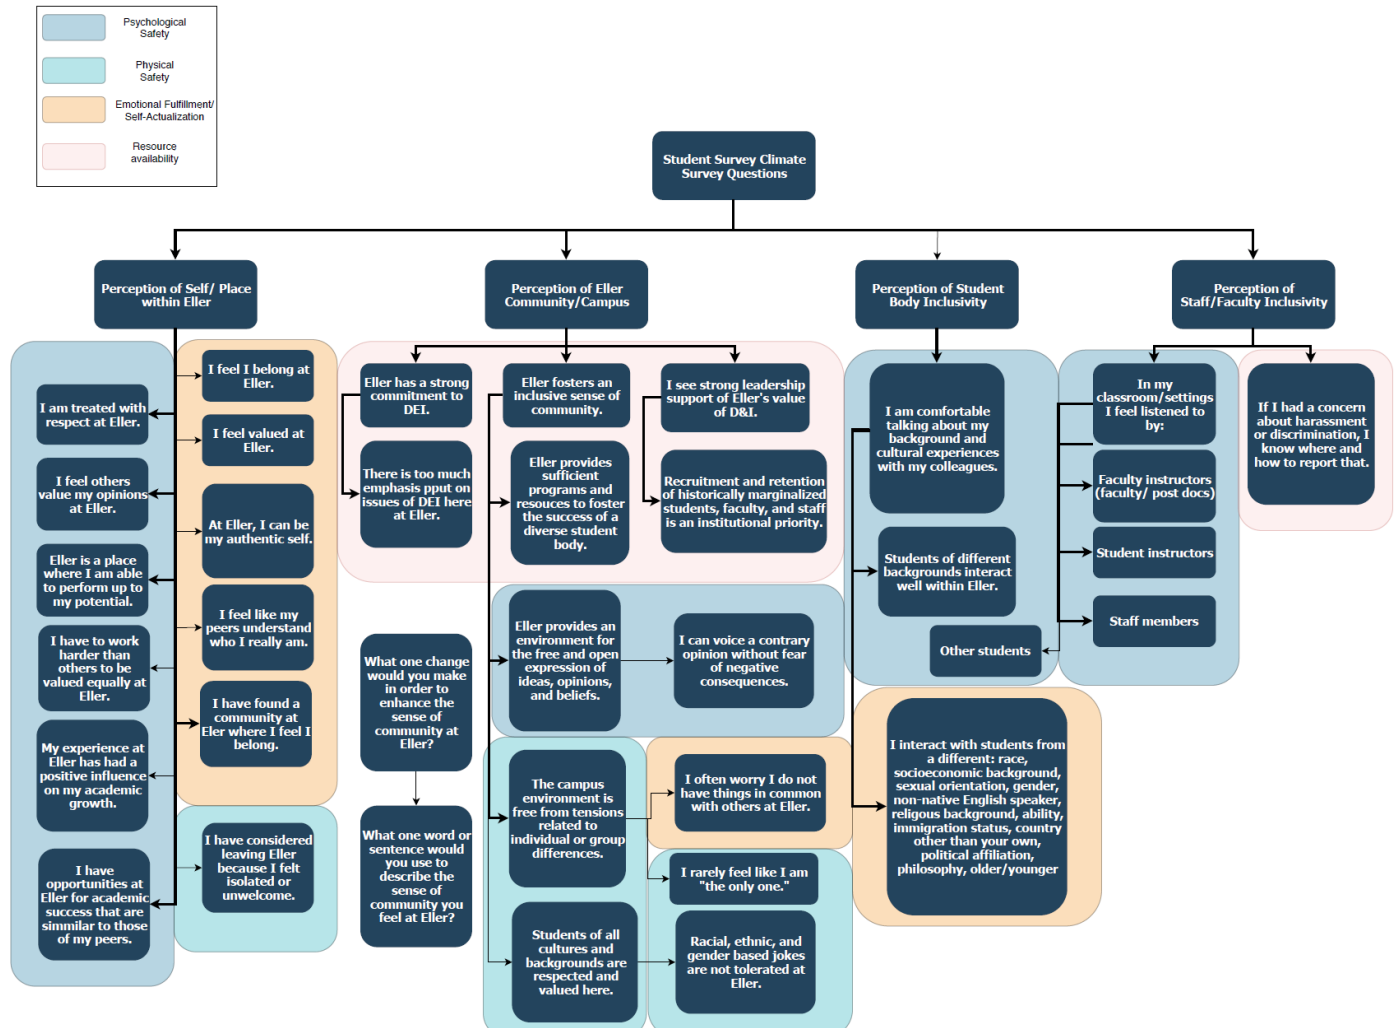 Psychological
Safety
Physical
Safety
Emotional Fulfillment/
Self-Actualization
Resource
availability
Student Survey Climate
Survey Questions
Perception of Self/ Place
within Eller
Perception of Eller
Community/Campus
Perception of Student
Body Inclusivity
Perception of
Staff/Faculty Inclusivity
I am treated with
respect at Eller.
I feel others
value my opinions
at Eller.
Eller is a place
where I am able
to perform up to
my potential.
I have to work
harder than
others to be
valued equally at
Eller.
My experience at
Eller has had a
positive influence
on my academic
growth.
I have
opportunities at
Eller for academic
success that are
simmilar to those
of my peers.
I feel I belong at
Eller.
I feel valued at
Eller.
At Eller, I can be
my authentic self.
I feel like my
peers understand
who I really am.
I have found a
community at
Eler where I feel I
belong.
I have considered
leaving Eller
because I felt
isolated or
unwelcome.
Eller has a strong
commitment to
DEI.
There is too much
emphasis pput on
issues of DEI here
at Eller.
Eller fosters an
inclusive sense of
community.
Eller provides
sufficient
programs and
resouces to foster
the success of a
diverse student
body.
I see strong leadership
support of Eller's value
of D&I.
Recruitment and retention
of historically marginalized
students, faculty, and staff
is an institutional priority.
Eller provides an
environment for
the free and open
expression of
ideas, opinions,
and beliefs.
I can voice a contrary
opinion without fear
of negative
consequences.
What one change
would you make
in order to
enhance the
sense of
community at
Eller?
What one word or
sentence would
you use to
describe the
sense of
community you
feel at Eller?
The campus
environment is
free from tensions
related to
individual or group
differences.
I often worry I do not
have things in common
with others at Eller.
I rarely feel like I am
"the only one."
Students of all
cultures and
backgrounds are
respected and
valued here.
Racial, ethnic, and
gender based jokes
are not tolerated at
Eller.
I am comfortable
talking about my
background and
cultural experiences
with my colleagues.
Students of different
backgrounds interact
well within Eller.
Other students
I interact with students from
a different: race,
socioeconomic background,
sexual orientation, gender,
non-native English speaker,
religous background, ability,
immigration status, country
other than your own,
political affiliation,
philosophy, older/younger
In my
classroom/settings
I feel listened to
by:
Faculty instructors
(faculty/ post docs)
Student instructors
Staff members
If I had a concern
about harassment
or discrimination, I
know where and
how to report that.